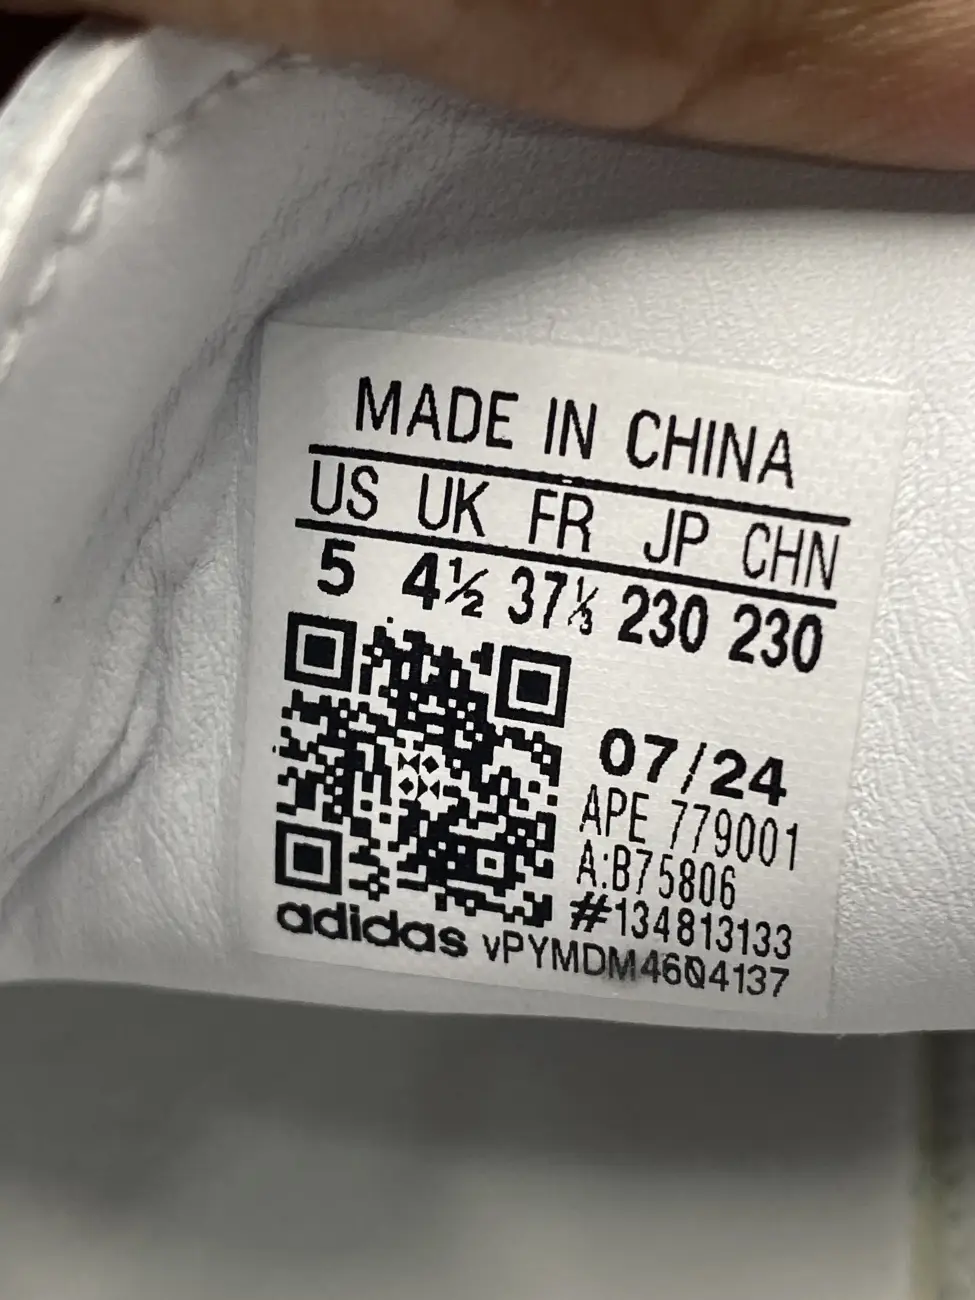 MADE IN CHINA
US UK FR JP CHN
5 4½ 37⅓ 230 230
07/24
APE 779001
A:B75806
#134813133
adidas vPYMDM4604137